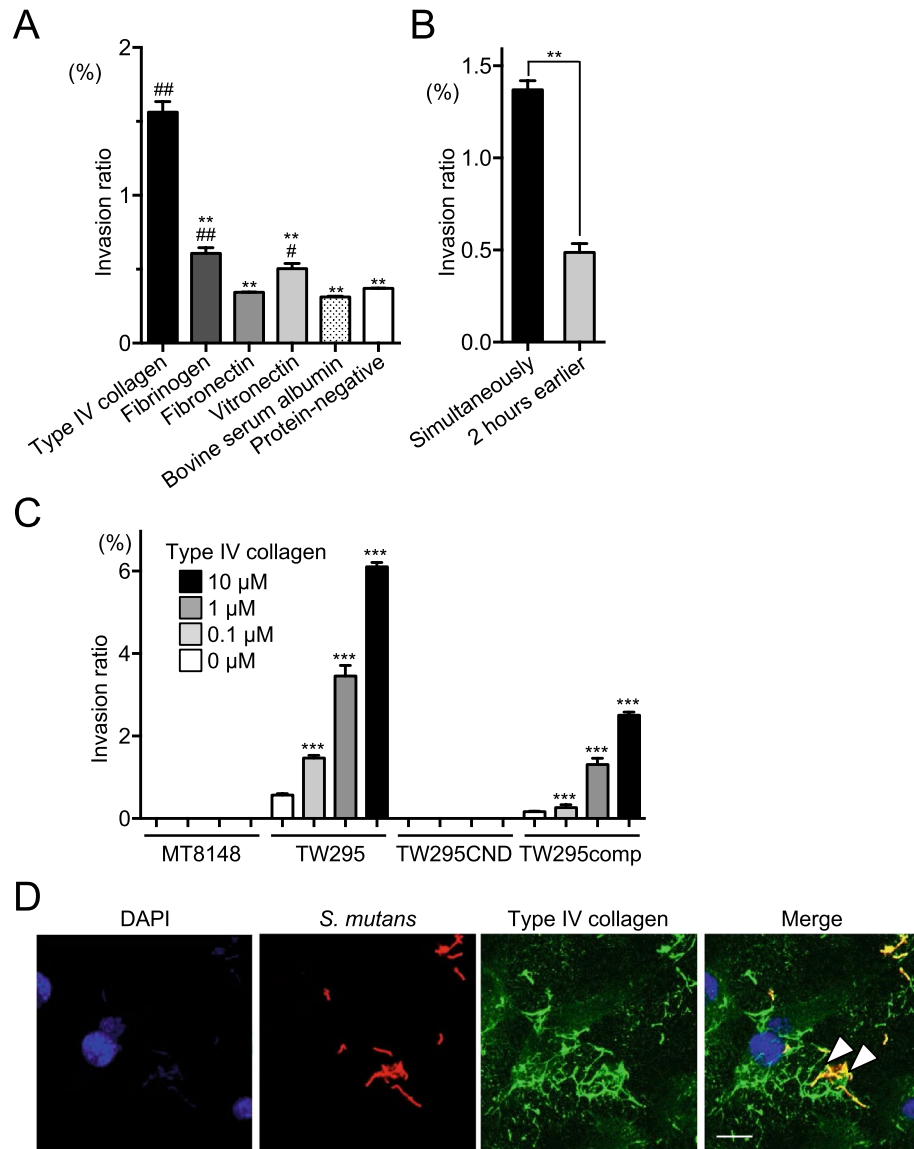 A
(%)
Invasion ratio
2
1
0
##
**
##
**
**
#
**
**
Type IV collagen
Fibrinogen
Fibronectin
Vitronectin
Bovine serum albumin
Protein-negative
B
(%)
Invasion ratio
1.5
1.0
0.5
0.0
**
Simultaneously
2 hours earlier
C
(%)
Invasion ratio
6
4
2
0
Type IV collagen
10 µM
1 µM
0.1 µM
0 µM
***
***
***
***
***
***
MT8148
TW295
TW295CND
TW295comp
D
DAPI
S. mutans
Type IV collagen
Merge